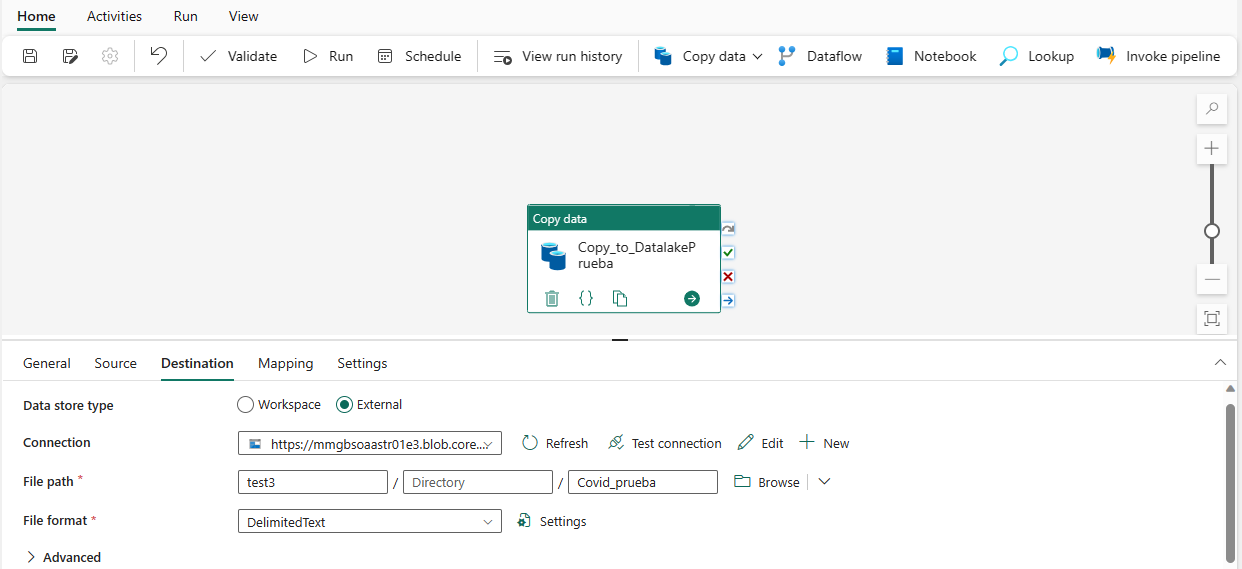 Home Activities Run View
Validate Run Schedule View run history Copy data Dataflow Notebook Lookup Invoke pipeline
Copy data
Copy_to_DatalakeP
rueba
General Source Destination Mapping Settings
Data store type Workspace External
Connection https://mmgbsoaastr01e3.blob.core... Refresh Test connection Edit New
File path * test3 / Directory / Covid_prueba Browse
File format * DelimitedText Settings
Advanced